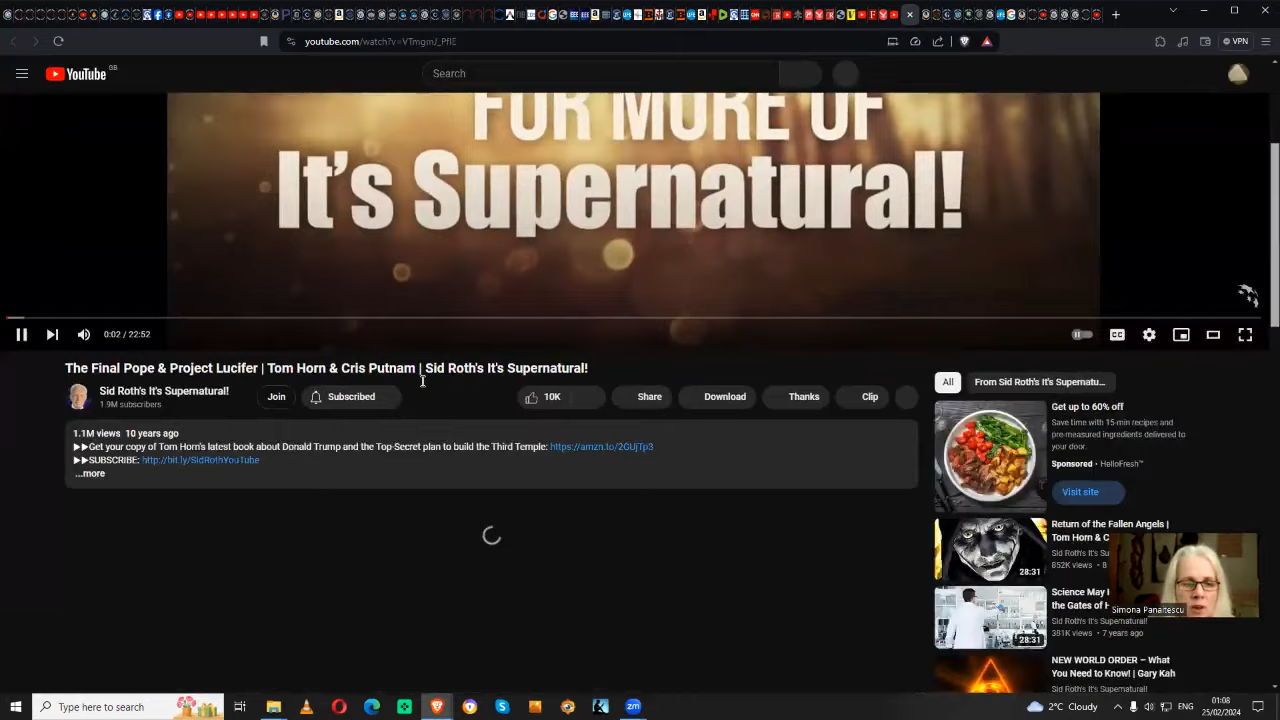 youtube.com/watch?v=VTmgmJ_PflE
VPN
YouTube GB
Search
FOR MORE OF
It's Supernatural!
0:02 / 22:52
The Final Pope & Project Lucifer | Tom Horn & Cris Putnam | Sid Roth's It's Supernatural!
Sid Roth's It's Supernatural!
1.9M subscribers
Join
Subscribed
10K
Share
Download
Thanks
Clip
1.1M views 10 years ago
▶▶Get your copy of Tom Horn's latest book about Donald Trump and the Top-Secret plan to build the Third Temple: https://amzn.to/2GUjTp3
▶▶SUBSCRIBE: http://bit.ly/SidRothYouTube
...more
All
From Sid Roth's It's Supernatu...
Get up to 60% off
Save time with 15-min recipes and
pre-measured ingredients delivered to
your door.
Sponsored • HelloFresh™
Visit site
Return of the Fallen Angels |
Tom Horn & C
Sid Roth's It's Su
852K views • 8
28:31
Science May
the Gates of H
Sid Roth's It's Supernatural!
381K views • 7 years ago
28:31
Simona Panaitescu
NEW WORLD ORDER – What
You Need to Know! | Gary Kah
Sid Roth's It's Supernatural!
Type here to search
2°C Cloudy
ENG
01:08
25/02/2024